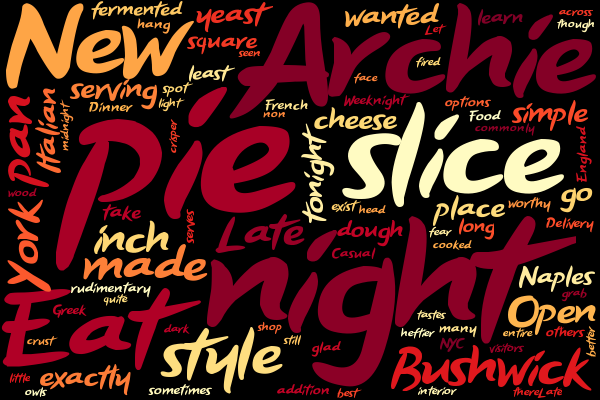 fermented
hang
New
yeast
square
seen
Archie
wanted
Let
learn
across
though
least
face
fired
serving
spot
light
Dinner
midnight
Italian
pan
French
non
Weeknight
options
Food
commonly
simple
England
cheese
crisper
pie
tonight
slice
wood
York
take
inch
serves
made
Late
exist
head
dough
Casual
place
worthy
go
fear
long
cooked
Delivery
night
rudimentary
quite
Naples
grab
Eat
Greek
crust
dark
style
shop
still
glad
tastes
heftier
many
NYC
visitors
Open
entire
others
better
Bushwick
little
owls
exactly
sometimes
addition
best
interior
thereLate